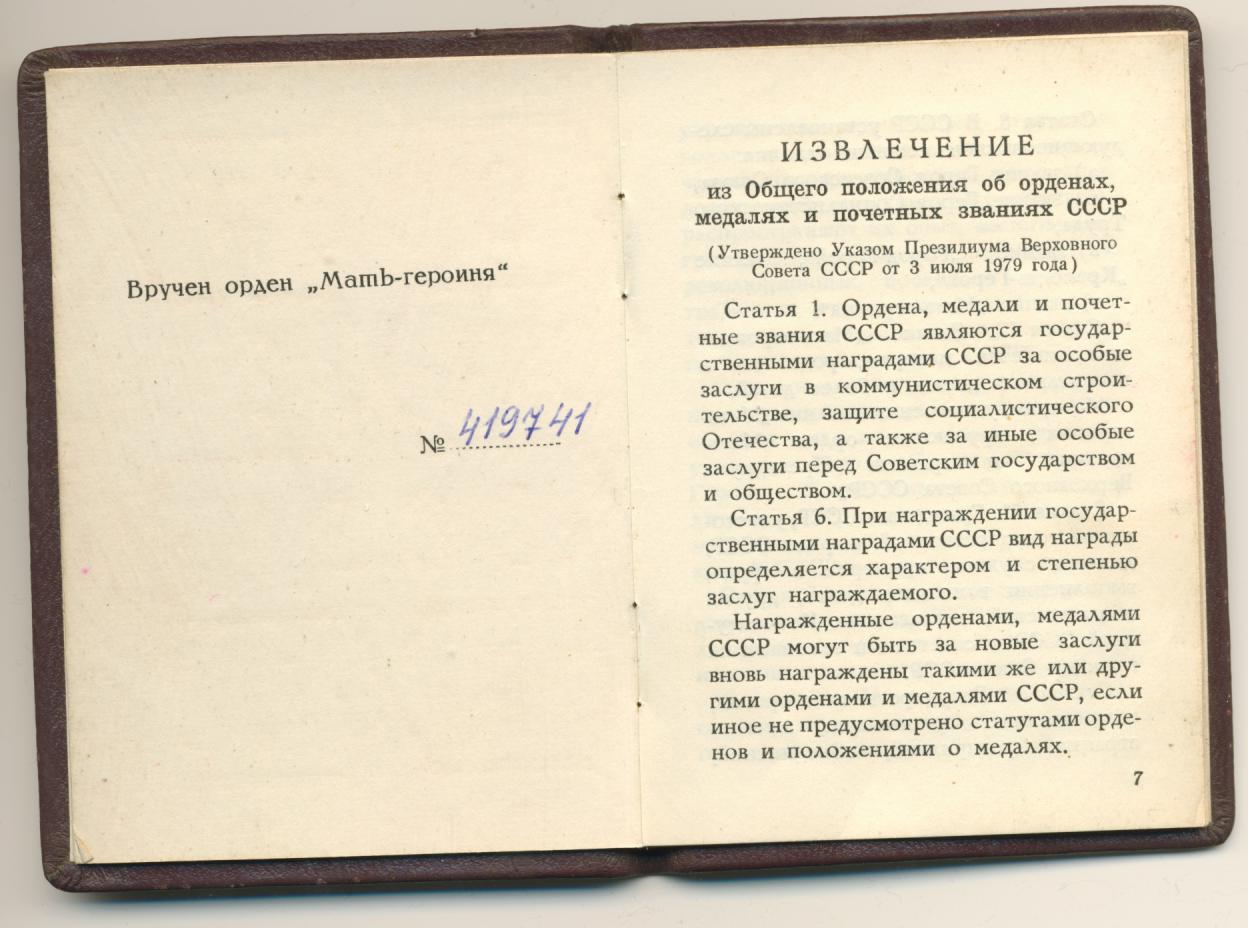 Вручен орден „Мать-героиня“
№ 419741
ИЗВЛЕЧЕНИЕ
из Общего положения об орденах,
медалях и почетных званиях СССР
(Утверждено Указом Президиума Верховного
Совета СССР от 3 июля 1979 года)
Статья 1. Ордена, медали и почет-
ные звания СССР являются государ-
ственными наградами СССР за особые
заслуги в коммунистическом строи-
тельстве, защите социалистического
Отечества, а также за иные особые
заслуги перед Советским государством
и обществом.
Статья 6. При награждении государ-
ственными наградами СССР вид награды
определяется характером и степенью
заслуг награждаемого.
Награжденные орденами, медалями
СССР могут быть за новые заслуги
вновь награждены такими же или дру-
гими орденами и медалями СССР, если
иное не предусмотрено статутами орде-
нов и положениями о медалях.
7